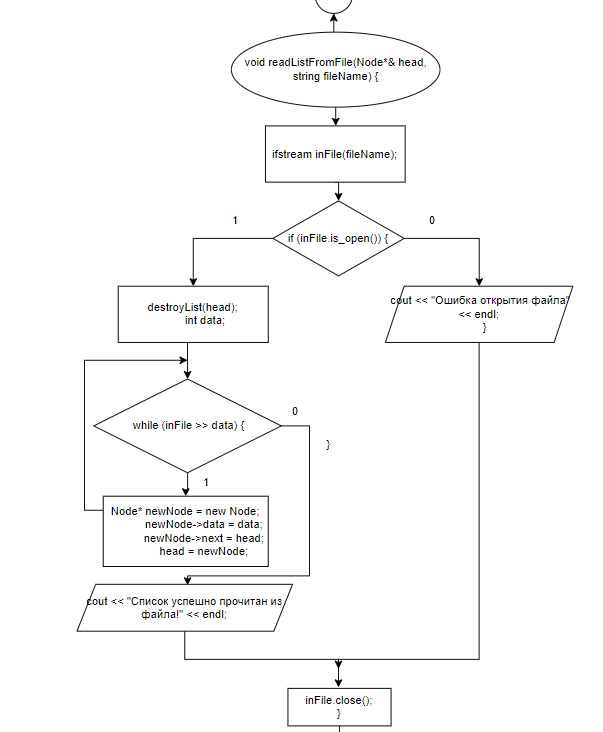 void readListFromFile(Node*& head,
string fileName) {
ifstream inFile(fileName);
1
0
if (inFile.is_open()) {
destroyList(head);
int data;
cout << "Ошибка открытия файла"
<< endl;
}
while (inFile >> data) {
0
}
1
Node* newNode = new Node;
newNode->data = data;
newNode->next = head;
head = newNode;
cout << "Список успешно прочитан из
файла!" << endl;
inFile.close();
}